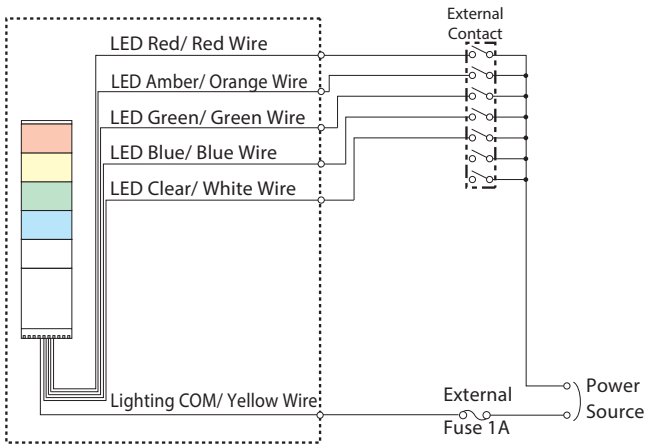 External
Contact
LED Red/ Red Wire
LED Amber/ Orange Wire
LED Green/ Green Wire
LED Blue/ Blue Wire
LED Clear/ White Wire
Lighting COM/ Yellow Wire
External
Fuse 1A
Power
Source